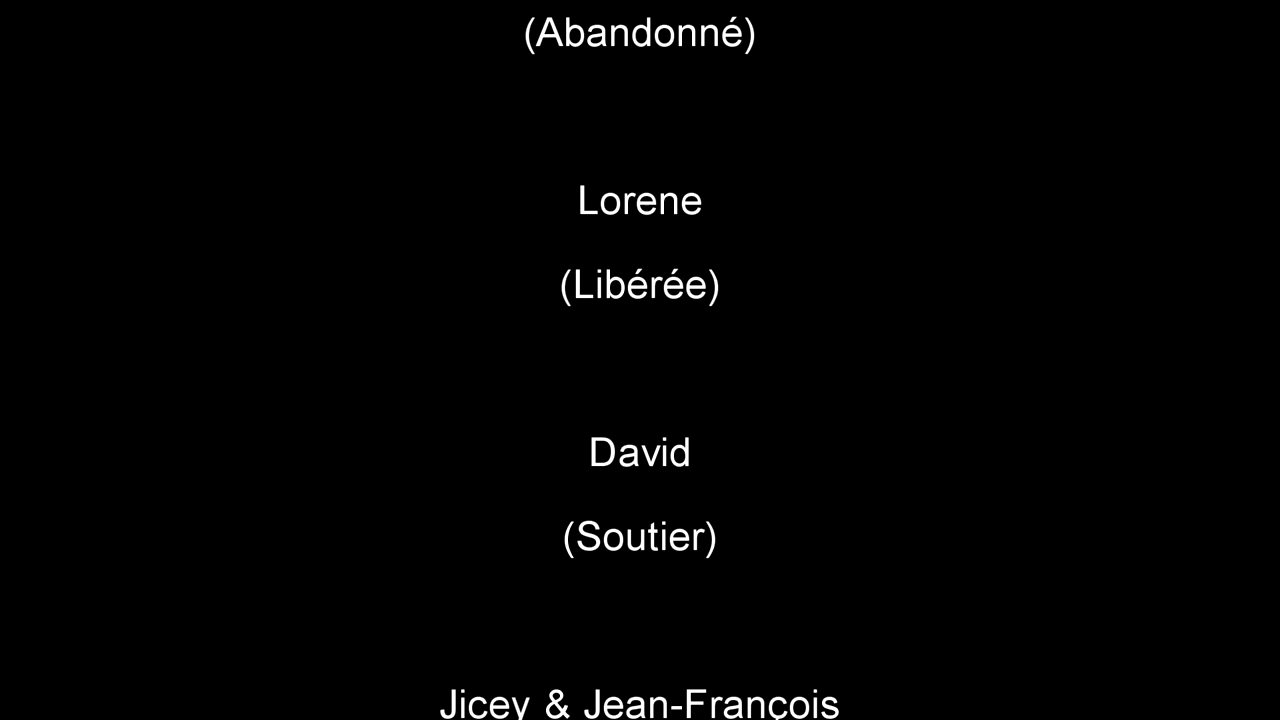 (Abandonné)
Lorene
(Libérée)
David
(Soutier)
Jicey & Jean-François